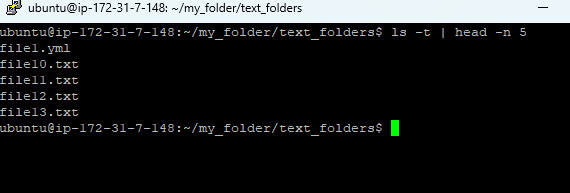 ubuntu@ip-172-31-7-148: ~/my_folder/text_folders
ubuntu@ip-172-31-7-148:~/my_folder/text_folders$ ls -t | head -n 5
file1.yml
file10.txt
file11.txt
file12.txt
file13.txt
ubuntu@ip-172-31-7-148:~/my_folder/text_folders$